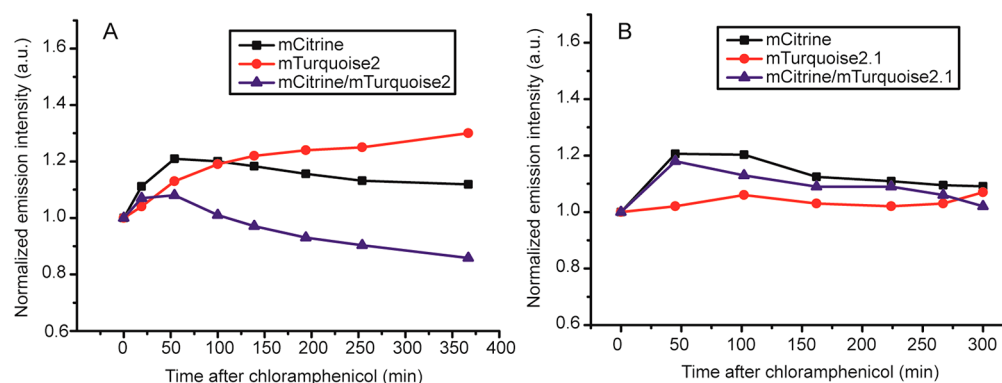 A
mCitrine
mTurquoise2
mCitrine/mTurquoise2
Normalized emission intensity (a.u.)
1.6
1.4
1.2
1.0
0.8
0.6
0 50 100 150 200 250 300 350 400
Time after chloramphenicol (min)
B
mCitrine
mTurquoise2.1
mCitrine/mTurquoise2.1
Normalized emission intensity (a.u.)
1.6
1.4
1.2
1.0
0.8
0.6
0 50 100 150 200 250 300
Time after chloramphenicol (min)